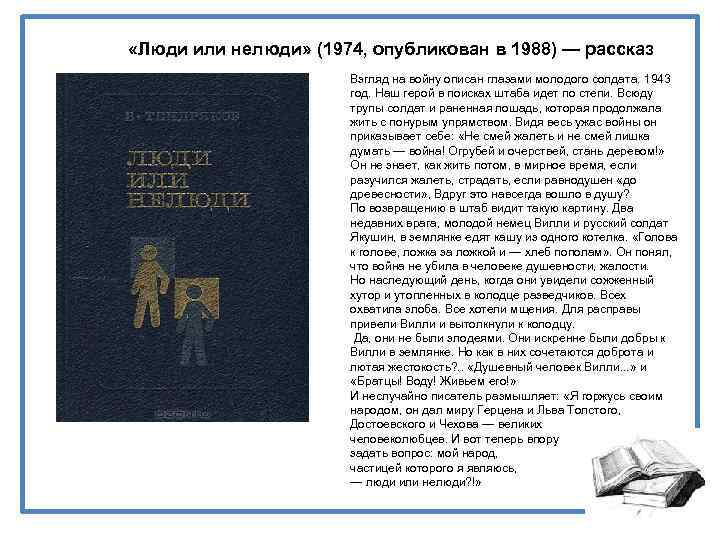 «Люди или нелюди» (1974, опубликован в 1988) — рассказ
В·ТЕНДРЯКОВ
ЛЮДИ
ИЛИ
НЕЛЮДИ
Взгляд на войну описан глазами молодого солдата. 1943
год. Наш герой в поисках штаба идет по степи. Всюду
трупы солдат и раненная лошадь, которая продолжала
жить с понурым упрямством. Видя весь ужас войны он
приказывает себе: «Не смей жалеть и не смей лишка
думать — война! Огрубей и очерствей, стань деревом!»
Он не знает, как жить потом, в мирное время, если
разучился жалеть, страдать, если равнодушен «до
древесности», Вдруг это навсегда вошло в душу?
По возвращению в штаб видит такую картину. Два
недавних врага, молодой немец Вилли и русский солдат
Якушин, в землянке едят кашу из одного котелка. «Голова
к голове, ложка за ложкой и — хлеб пополам». Он понял,
что война не убила в человеке душевности, жалости.
Но наследующий день, когда они увидели сожженный
хутор и утопленных в колодце разведчиков. Всех
охватила злоба. Все хотели мщения. Для расправы
привели Вилли и вытолкнули к колодцу.
Да, они не были злодеями. Они искренне были добры к
Вилли в землянке. Но как в них сочетаются доброта и
лютая жестокость?. . «Душевный человек Вилли...» и
«Братцы! Воду! Живьем его!»
И неслучайно писатель размышляет: «Я горжусь своим
народом, он дал миру Герцена и Льва Толстого,
Достоевского и Чехова — великих
человеколюбцев. И вот теперь впору
задать вопрос: мой народ,
частицей которого я являюсь,
— люди или нелюди?!»